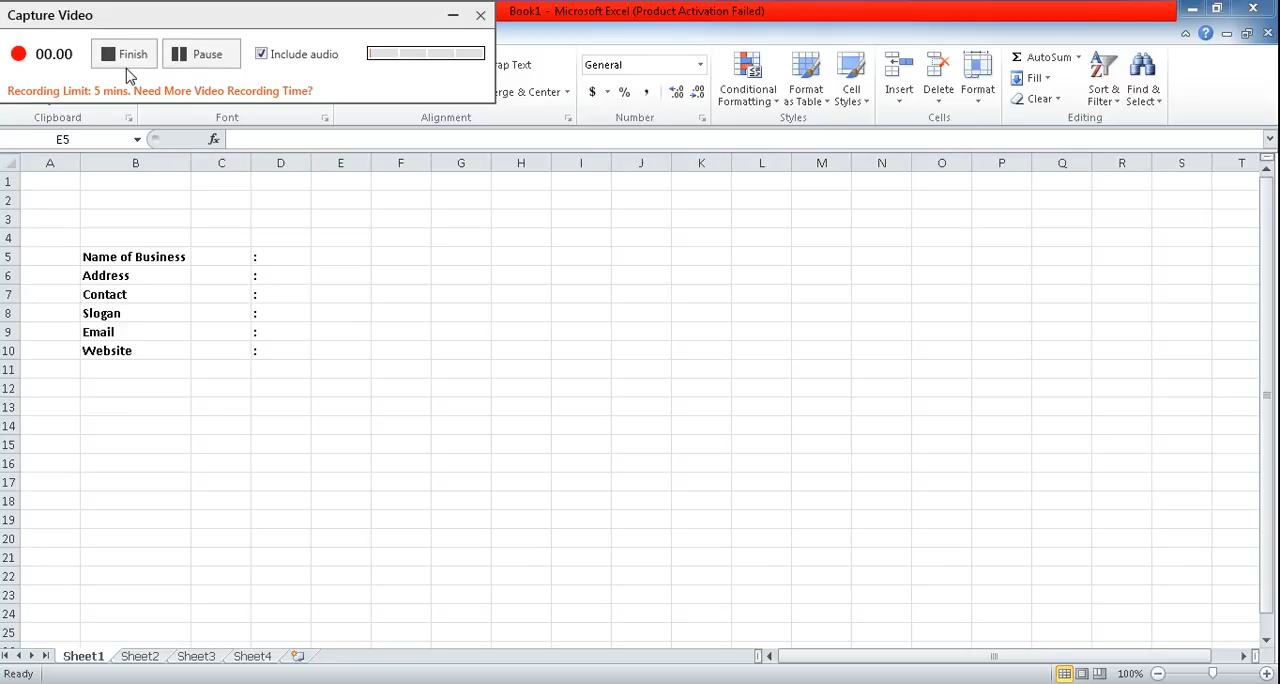 Capture Video
Book1 - Microsoft Excel (Product Activation Failed)
00.00 Finish Pause Include audio
Recording Limit: 5 mins. Need More Video Recording Time?
rap Text General AutoSum
erge & Center $ % , .00 .00 Conditional Formatting Format as Table Cell Styles Insert Delete Format Fill Clear Sort & Filter Find & Select
Clipboard Font Alignment Number Styles Cells Editing
E5 fx
A B C D E F G H I J K L M N O P Q R S T
1
2
3
4
5 Name of Business :
6 Address :
7 Contact :
8 Slogan :
9 Email :
10 Website :
11
12
13
14
15
16
17
18
19
20
21
22
23
24
25
Sheet1 Sheet2 Sheet3 Sheet4
Ready 100%